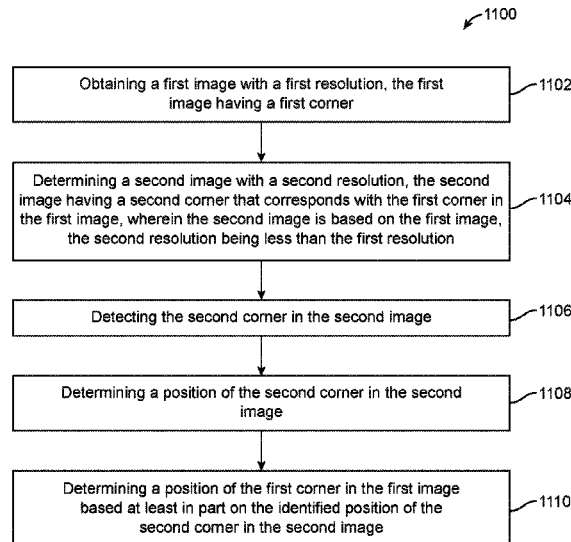 1100
Obtaining a first image with a first resolution, the first
image having a first corner
1102
Determining a second image with a second resolution, the second
image having a second corner that corresponds with the first corner in
the first image, wherein the second image is based on the first image,
the second resolution being less than the first resolution
1104
Detecting the second corner in the second image
1106
Determining a position of the second corner in the second
image
1108
Determining a position of the first corner in the first image
based at least in part on the identified position of the
second corner in the second image
1110